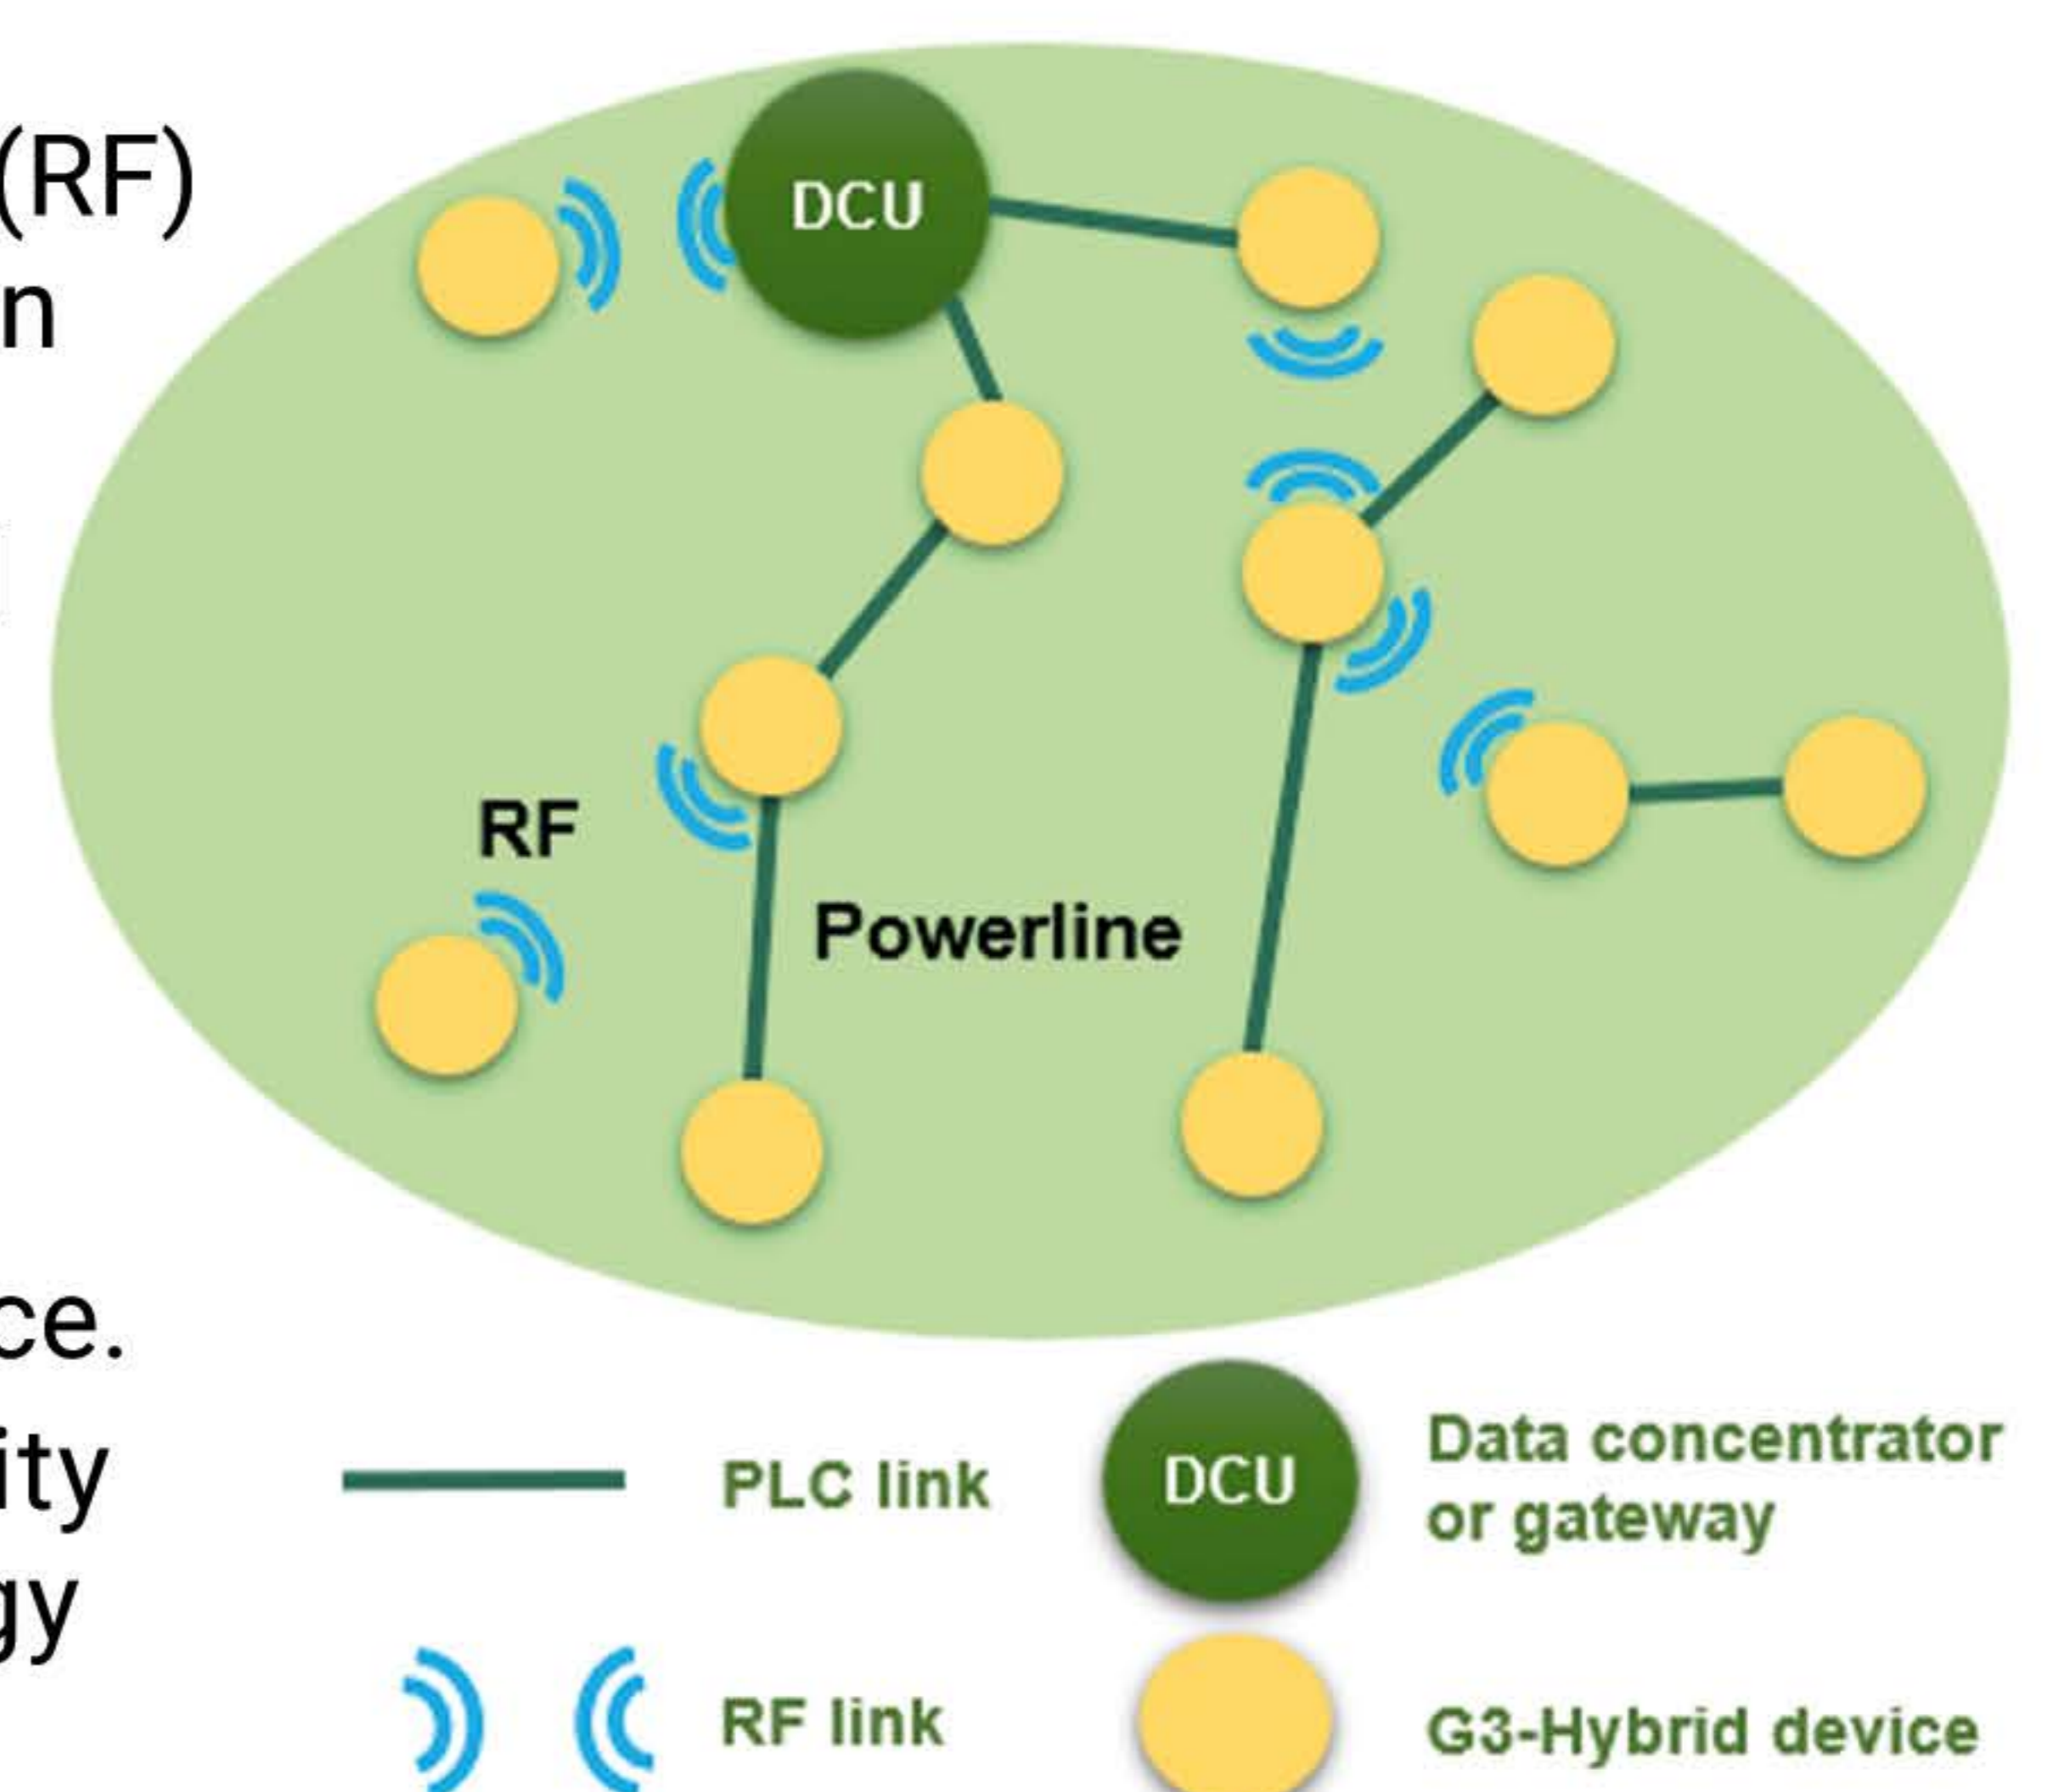 (RF)
n
DCU
RF
Powerline
ce.
ity
gy
PLC link
DCU
Data concentrator
or gateway
RF link
G3-Hybrid device